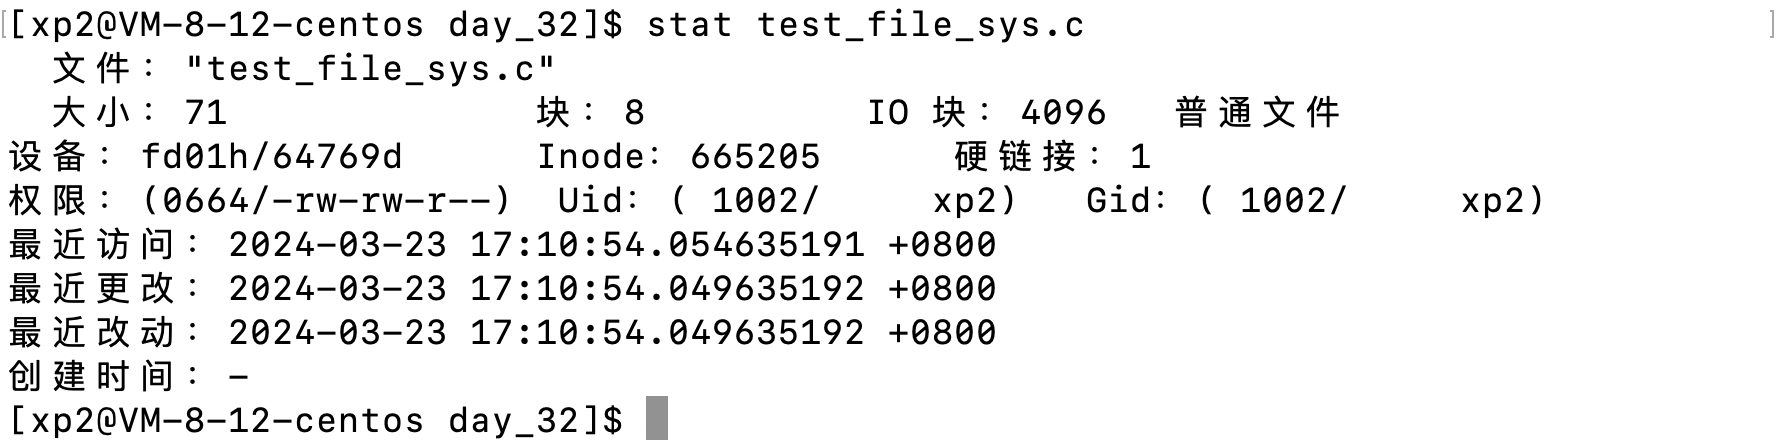 [xp2@VM-8-12-centos day_32]$ stat test_file_sys.c
文件："test_file_sys.c"
大小：71 块：8 IO 块：4096 普通文件
设备：fd01h/64769d Inode: 665205 硬链接：1
权限：(0664/-rw-rw-r--) Uid: ( 1002/ xp2) Gid: ( 1002/ xp2)
最近访问：2024-03-23 17:10:54.054635191 +0800
最近更改：2024-03-23 17:10:54.049635192 +0800
最近改动：2024-03-23 17:10:54.049635192 +0800
创建时间：-
[xp2@VM-8-12-centos day_32]$